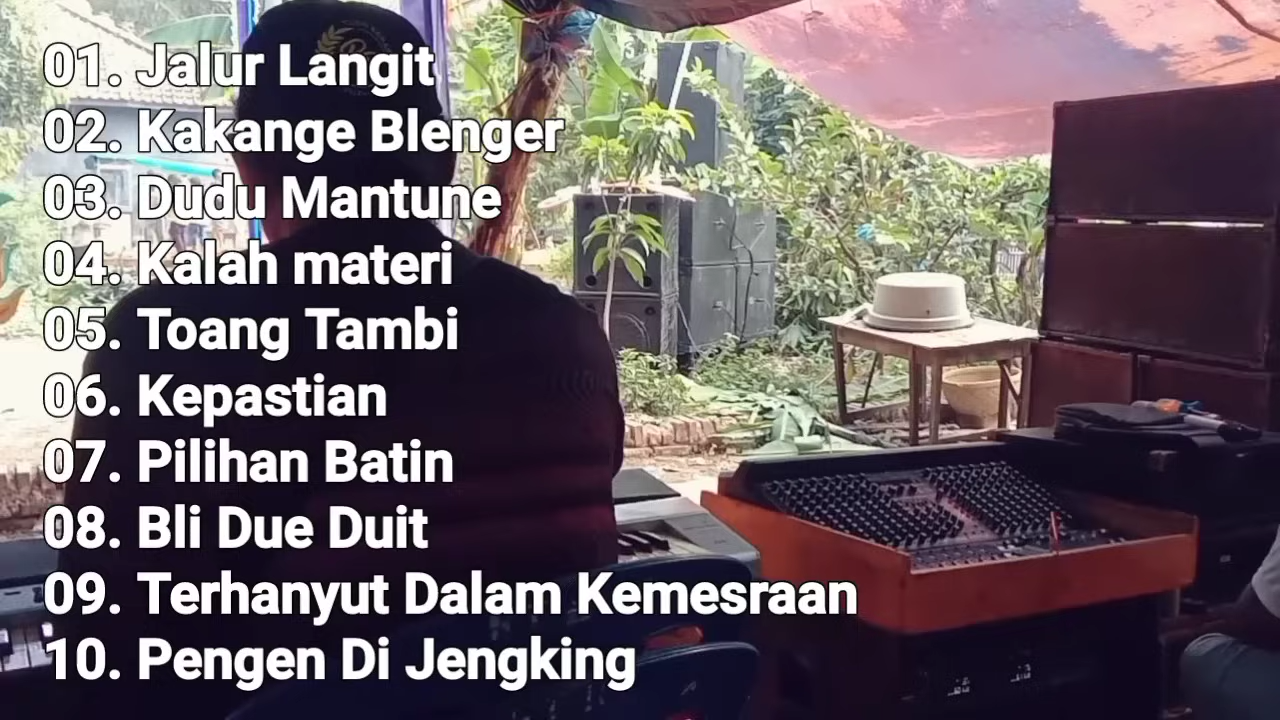 01. Jalur Langit
02. Kakange Blenger
03. Dudu Mantune
04. Kalah materi
05. Toang Tambi
06. Kepastian
07. Pilihan Batin
08. Bli Due Duit
09. Terhanyut Dalam Kemesraan
10. Pengen Di Jengking